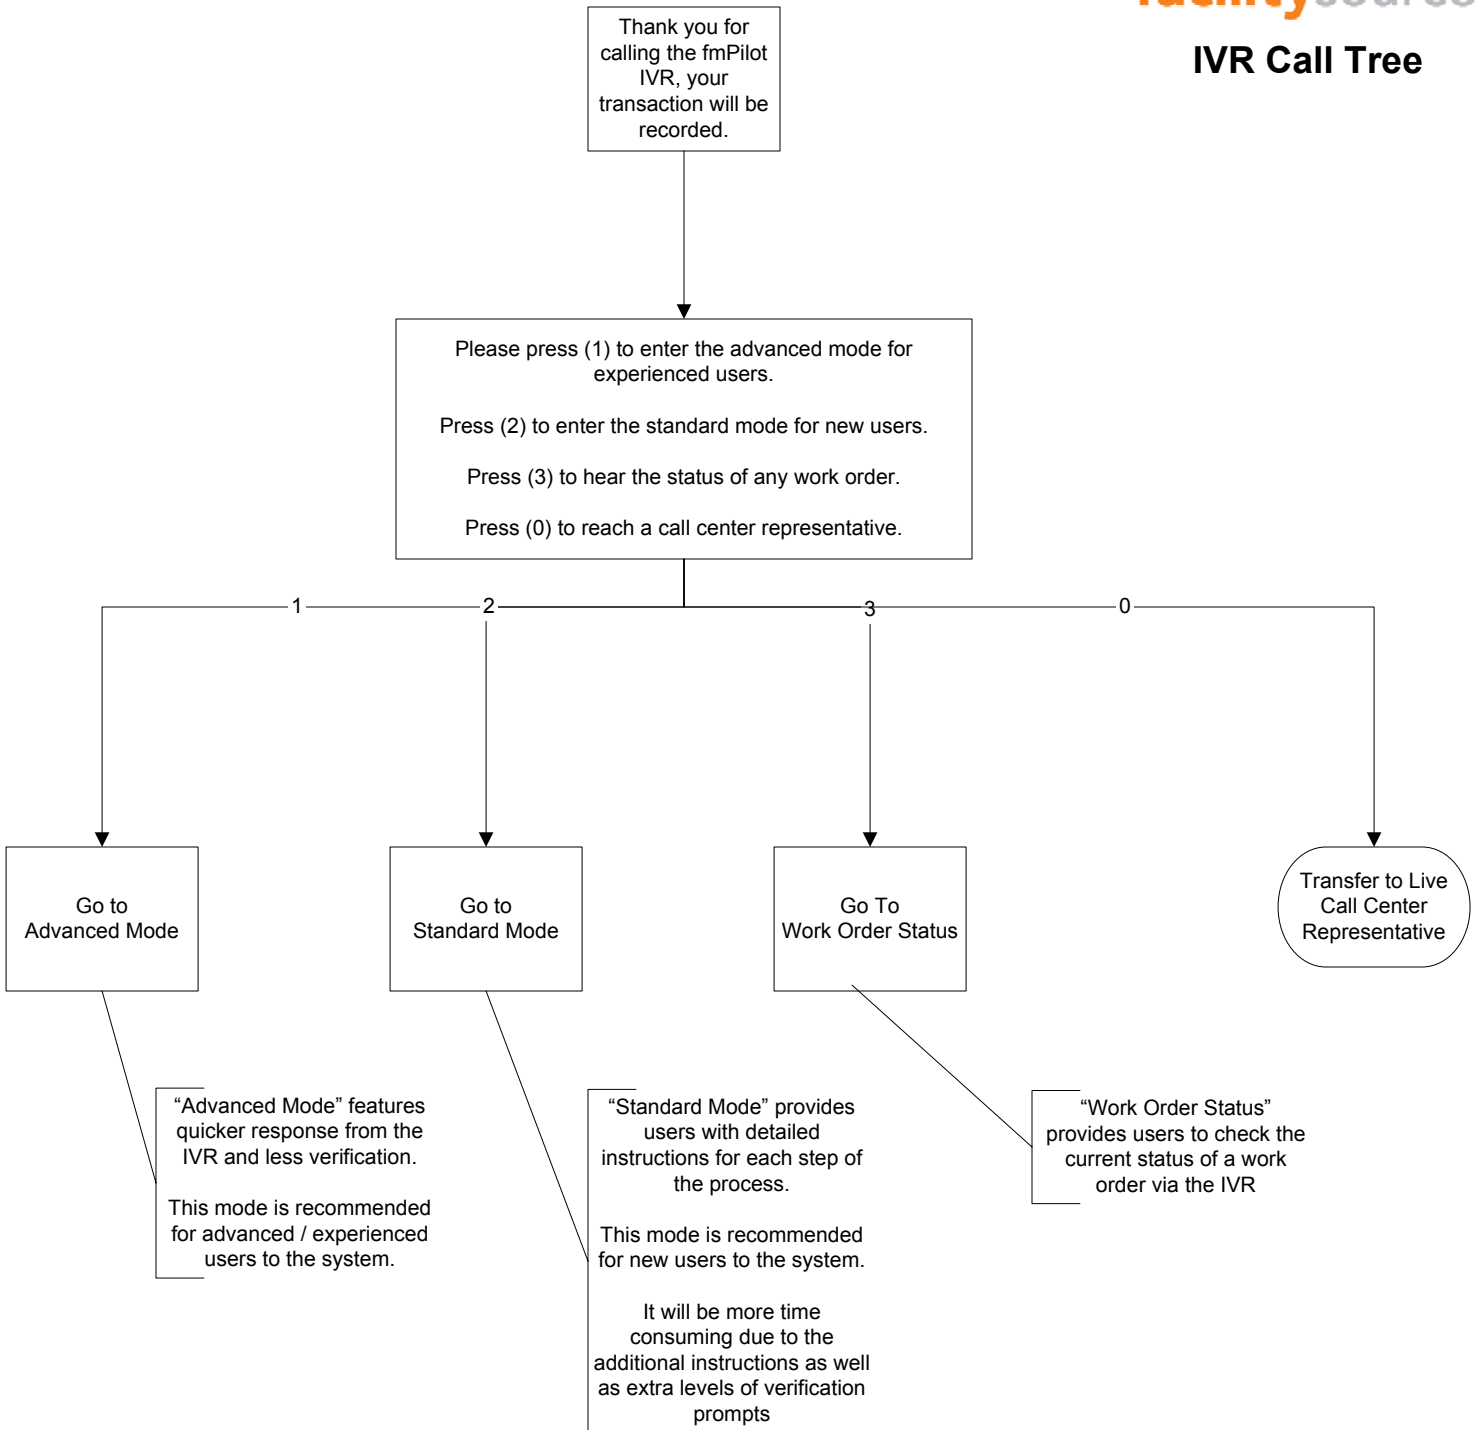 facilitysource
IVR Call Tree
Thank you for
calling the fmPilot
IVR, your
transaction will be
recorded.
Please press (1) to enter the advanced mode for
experienced users.
Press (2) to enter the standard mode for new users.
Press (3) to hear the status of any work order.
Press (0) to reach a call center representative.
1
2
3
0
Go to
Advanced Mode
Go to
Standard Mode
Go To
Work Order Status
Transfer to Live
Call Center
Representative
“Advanced Mode” features
quicker response from the
IVR and less verification.
This mode is recommended
for advanced / experienced
users to the system.
“Standard Mode” provides
users with detailed
instructions for each step of
the process.
This mode is recommended
for new users to the system.
It will be more time
consuming due to the
additional instructions as well
as extra levels of verification
prompts
“Work Order Status”
provides users to check the
current status of a work
order via the IVR